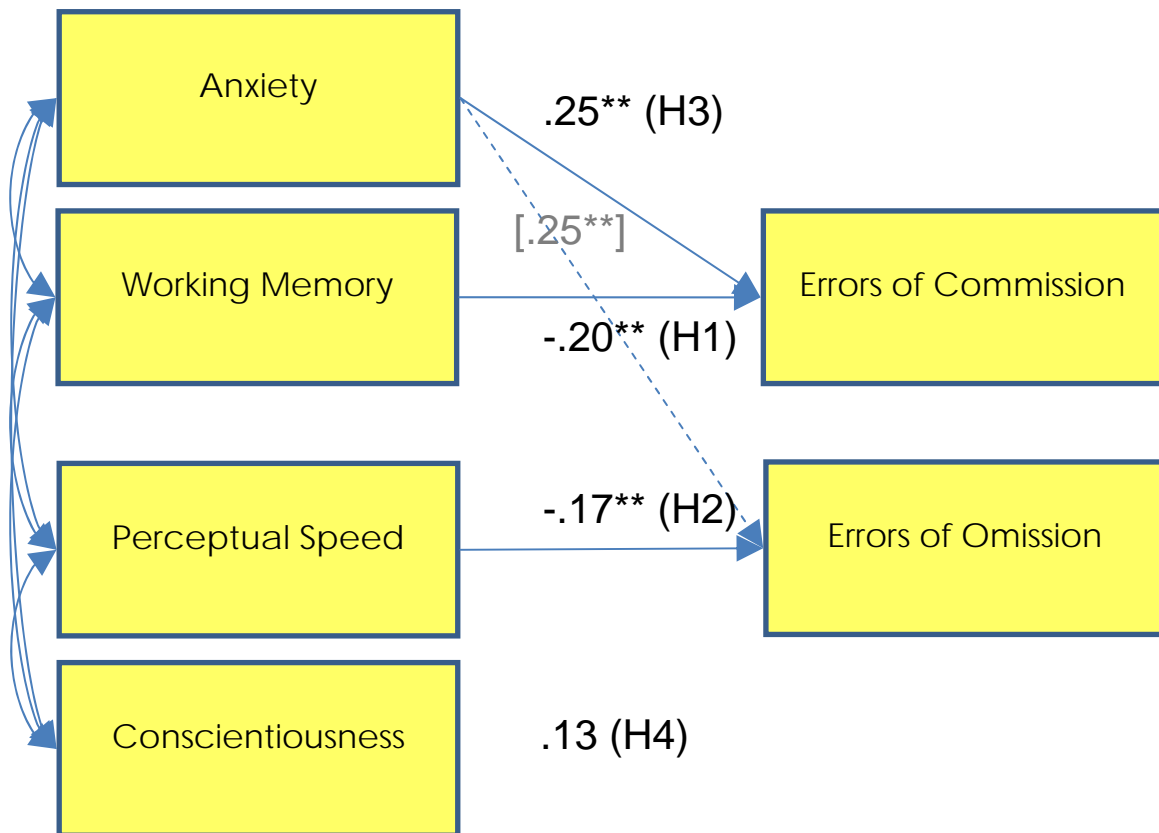 Anxiety
.25** (H3)
[.25**]
Working Memory
Errors of Commission
-.20** (H1)
-.17** (H2)
Perceptual Speed
Errors of Omission
Conscientiousness
.13 (H4)